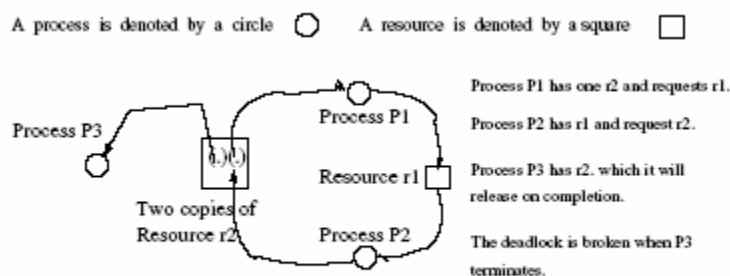 A process is denoted by a circle
A resource is denoted by a square
Process P3
(.)(.)
Two copies of
Resource r2
Process P1
Resource r1
Process P2
Process P1 has one r2 and requests r1.
Process P2 has r1 and request r2.
Process P3 has r2. which it will
release on completion.
The deadlock is broken when P3
terminates.